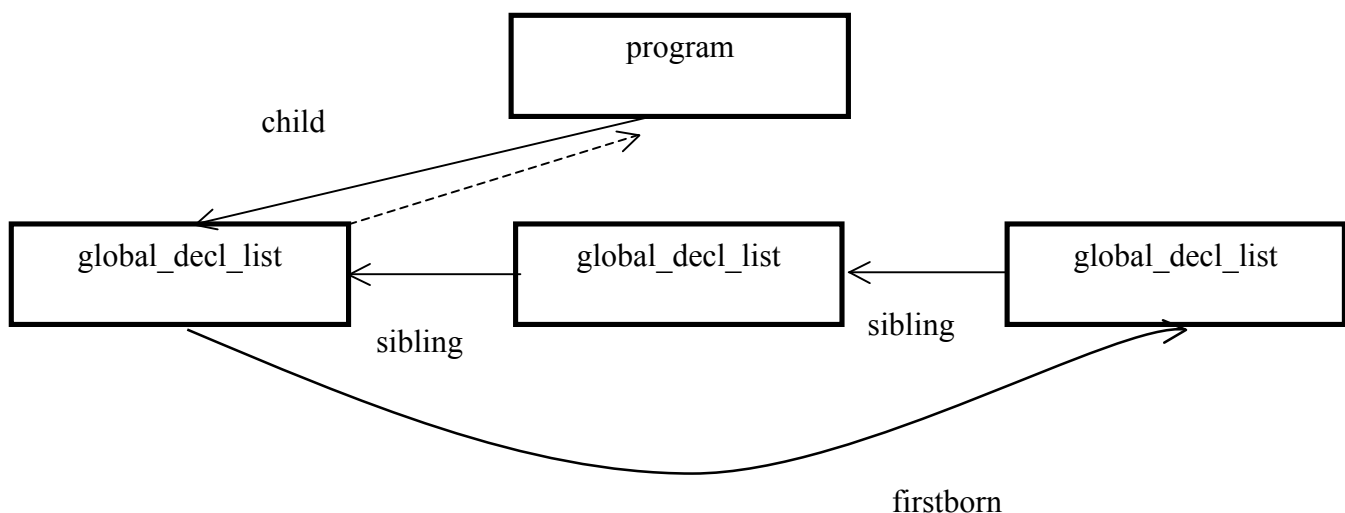 program
child
global_decl_list
global_decl_list
global_decl_list
sibling
sibling
firstborn